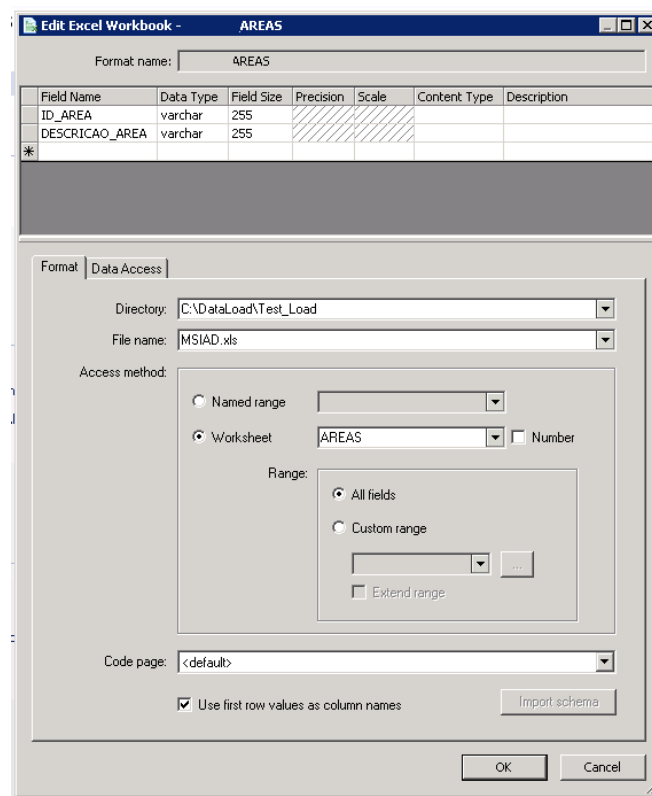 Edit Excel Workbook - AREAS
Format name: AREAS
Field Name Data Type Field Size Precision Scale Content Type Description
ID_AREA varchar 255
DESCRICAO_AREA varchar 255
Format Data Access
Directory: C:\DataLoad\Test_Load
File name: MSIAD.xls
Access method:
Named range
Worksheet AREAS Number
Range:
All fields
Custom range
...
Extend range
Code page: <default>
Use first row values as column names Import schema
OK Cancel